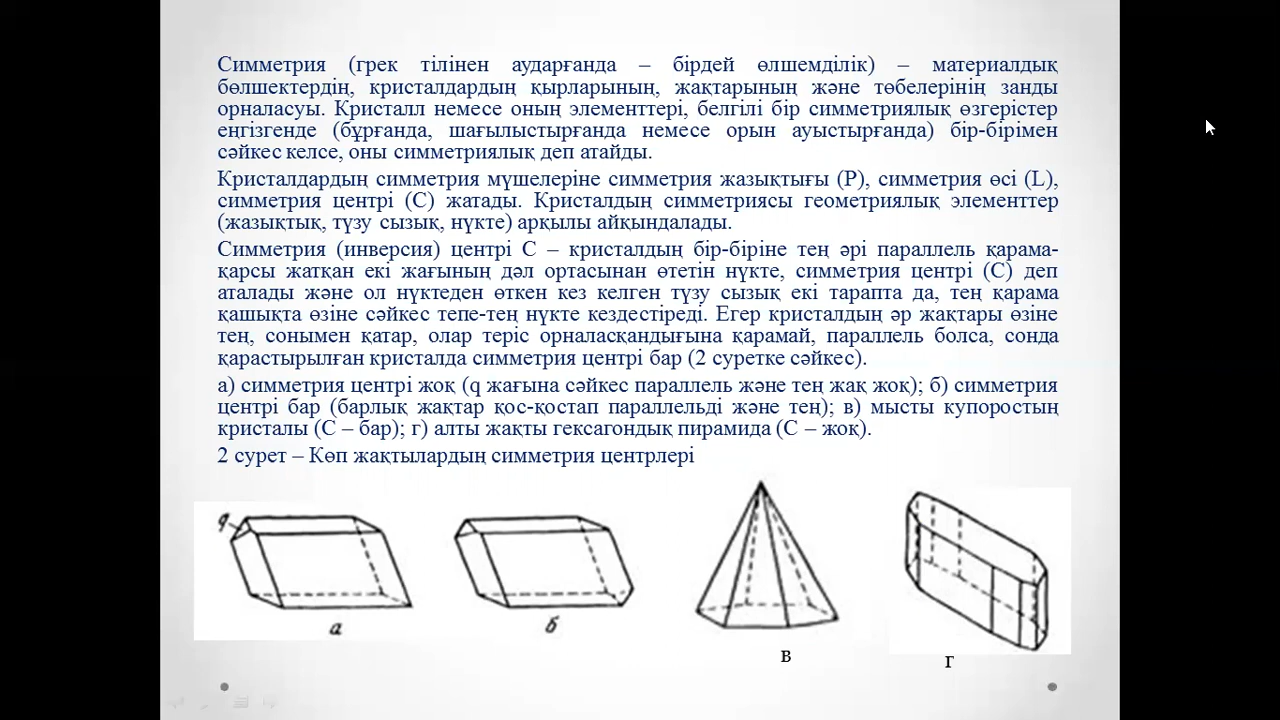 Симметрия (грек тілінен аударғанда – бірдей өлшемділік) – материалдық
бөлшектердің, кристалдардың қырларының, жақтарының және төбелерінің занды
орналасуы. Кристалл немесе оның элементтері, белгілі бір симметриялық өзгерістер
еңгізгенде (бұрғанда, шағылыстырғанда немесе орын ауыстырғанда) бір-бірімен
сәйкес келсе, оны симметриялық деп атайды.
Кристалдардың симметрия мүшелеріне симметрия жазықтығы (Р), симметрия өсі (L),
симметрия центрі (С) жатады. Кристалдың симметриясы геометриялық элементтер
(жазықтық, түзу сызық, нүкте) арқылы айқындалады.
Симметрия (инверсия) центрі С – кристалдың бір-біріне тең әрі параллель қарама-
қарсы жатқан екі жағының дәл ортасынан өтетін нүкте, симметрия центрі (С) деп
аталады және ол нүктеден өткен кез келген түзу сызық екі тарапта да, тең қарама
қашықта өзіне сәйкес тепе-тең нүкте кездестіреді. Егер кристалдың әр жақтары өзіне
тең, сонымен қатар, олар теріс орналасқандығына қарамай, параллель болса, сонда
қарастырылған кристалда симметрия центрі бар (2 суретке сәйкес).
а) симметрия центрі жоқ (q жағына сәйкес параллель және тең жақ жоқ); б) симметрия
центрі бар (барлық жақтар қос-қостап параллельді және тең); в) мысты купоростың
кристалы (С – бар); г) алты жақты гексагондық пирамида (С – жоқ).
2 сурет – Көп жақтылардың симметрия центрлері
q
а
б
в
г